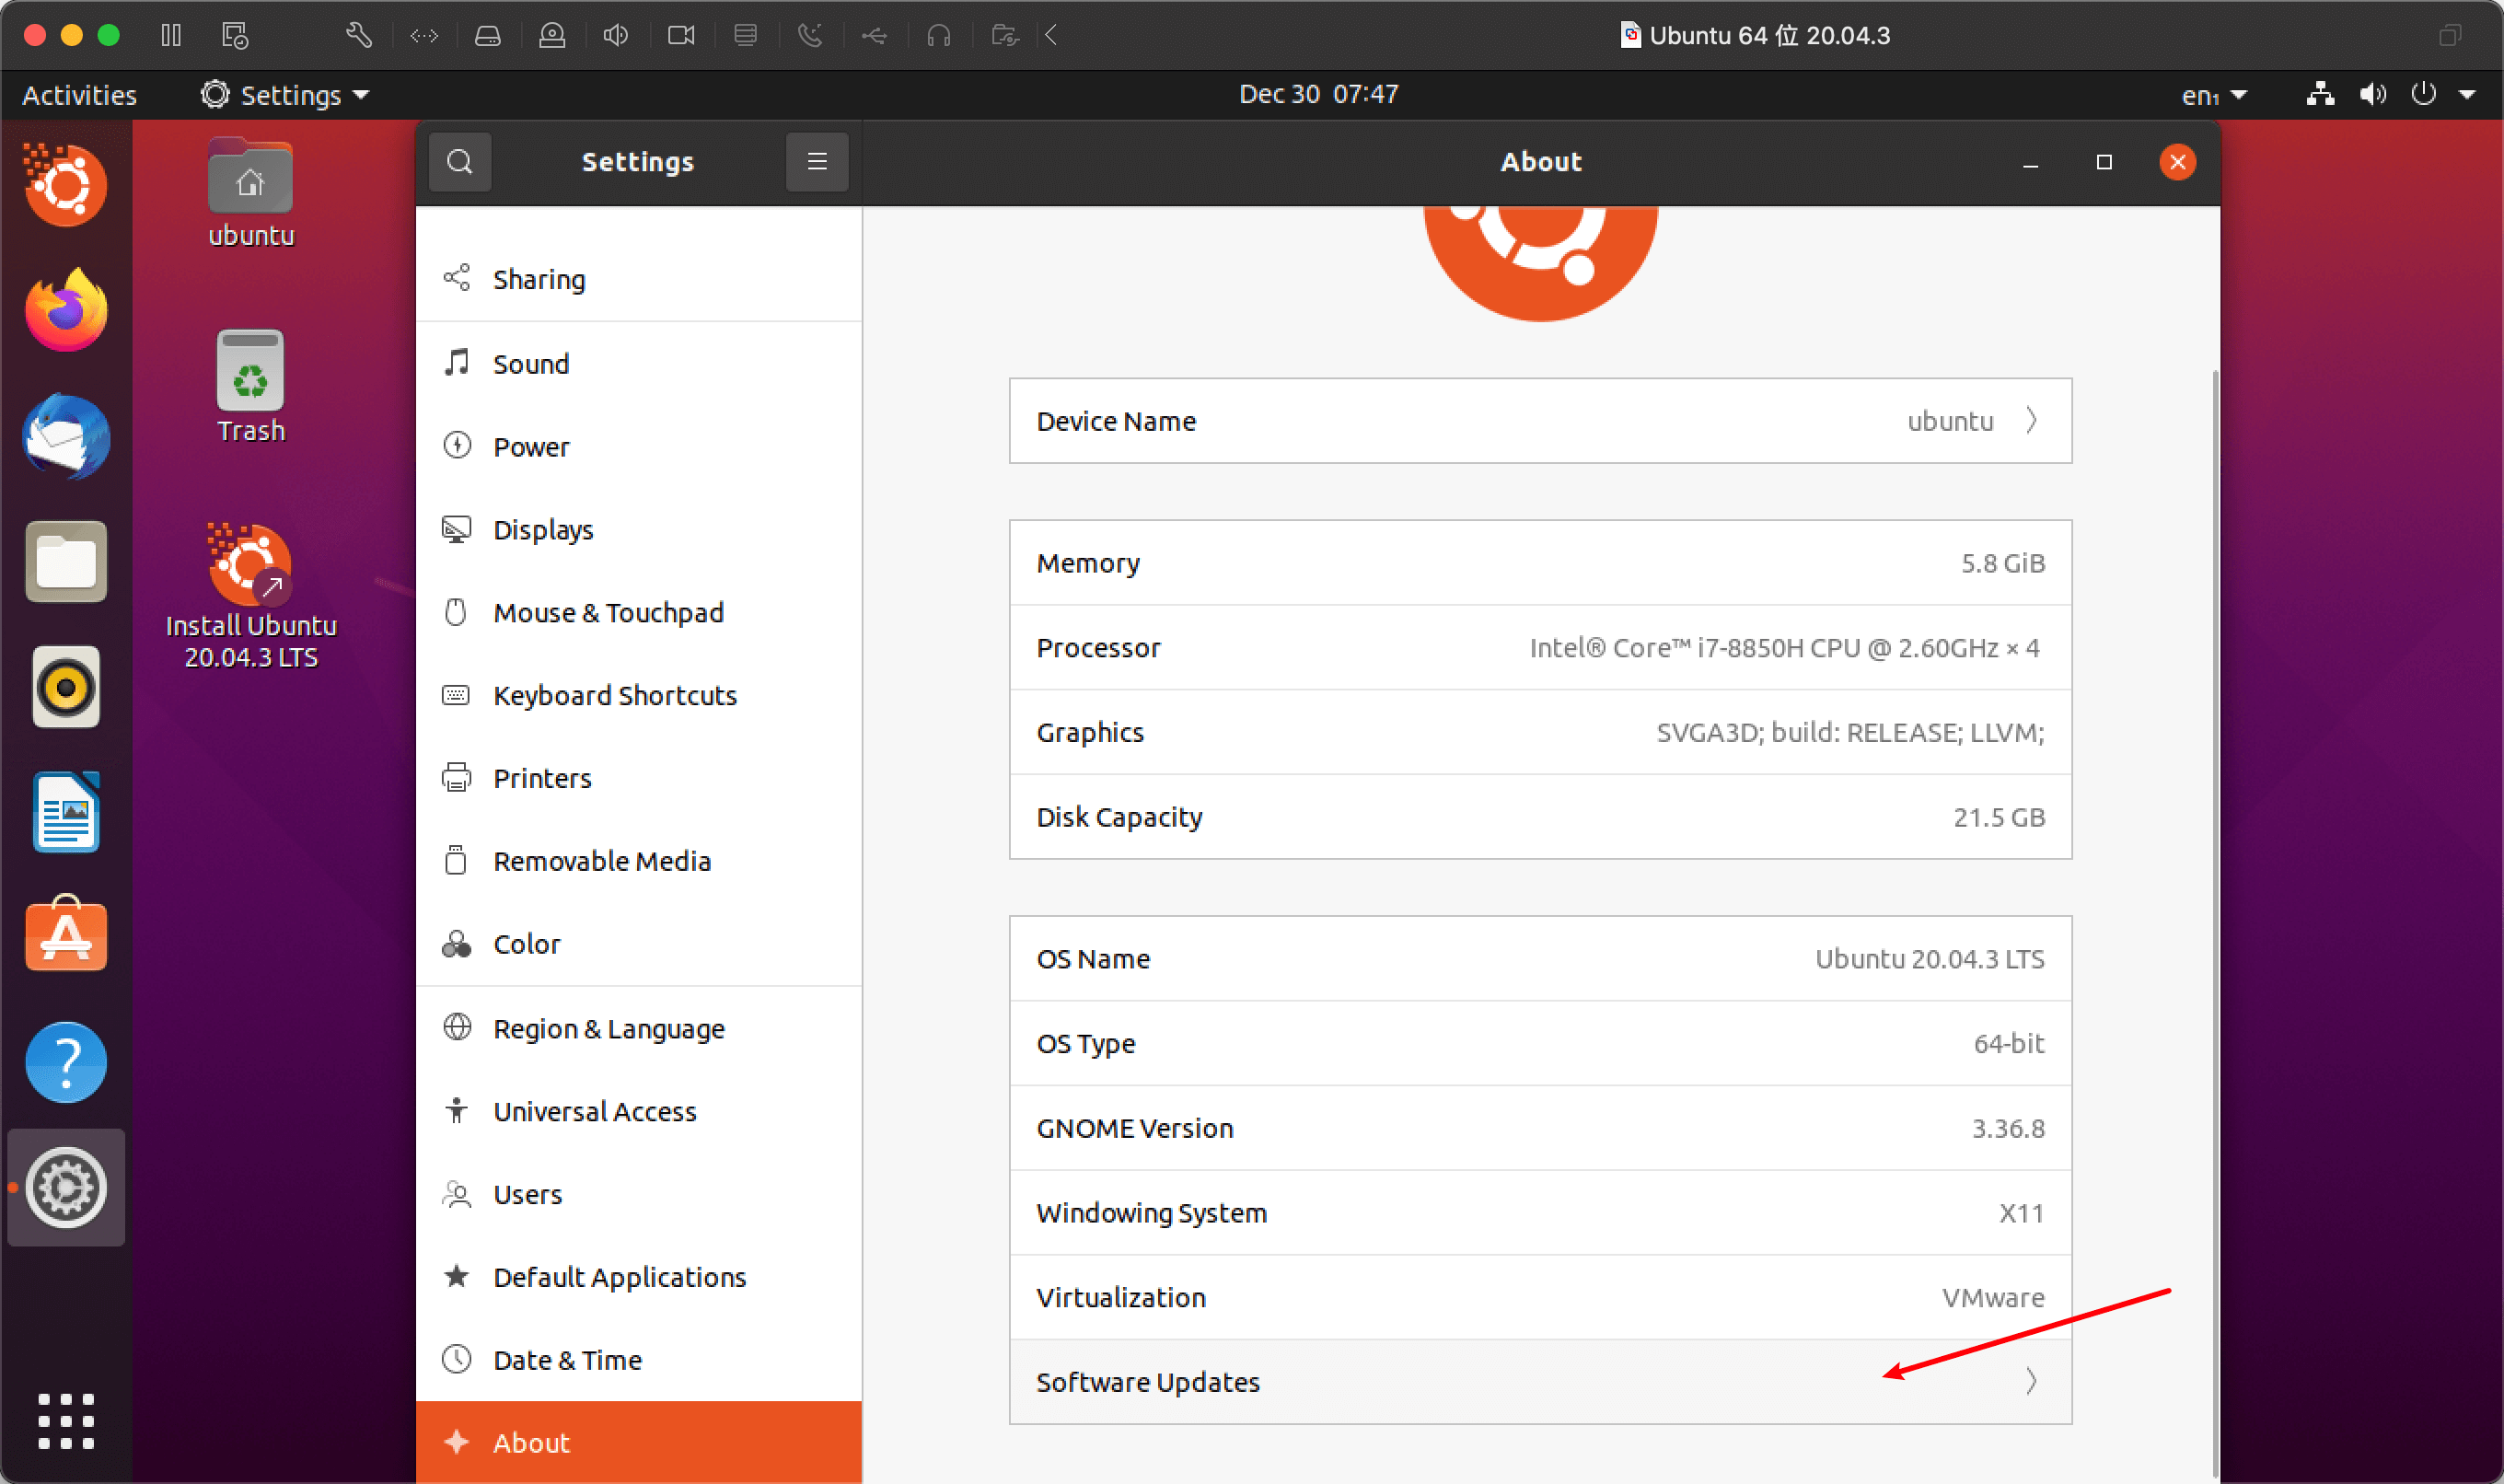 Ubuntu 64 位 20.04.3
Activities
Settings
Dec 30 07:47
en₁
ubuntu
Trash
Install Ubuntu
20.04.3 LTS
Settings
Sharing
Sound
Power
Displays
Mouse & Touchpad
Keyboard Shortcuts
Printers
Removable Media
Color
Region & Language
Universal Access
Users
Default Applications
Date & Time
About
About
Device Name ubuntu
Memory 5.8 GiB
Processor Intel® Core™ i7-8850H CPU @ 2.60GHz × 4
Graphics SVGA3D; build: RELEASE; LLVM;
Disk Capacity 21.5 GB
OS Name Ubuntu 20.04.3 LTS
OS Type 64-bit
GNOME Version 3.36.8
Windowing System X11
Virtualization VMware
Software Updates